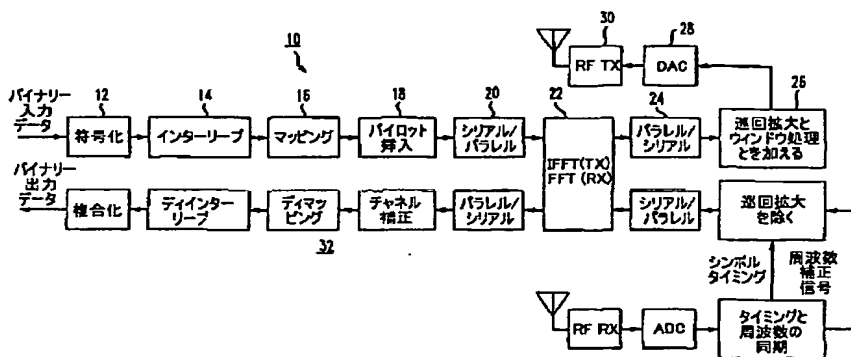 10
30
28
RF TX
DAC
バイナリー
入力
データ
12
14
16
18
20
22
24
26
符号化
インターリーブ
マッピング
パイロット
挿入
シリアル/
パラレル
IFFT(TX)
FFT (RX)
パラレル/
シリアル
巡回拡大と
ウインドウ処理
とを加える
バイナリー
出力
データ
複合化
ディインター
リーブ
ディマ
ッピング
チャネル
補正
パラレル/
シリアル
シリアル/
パラレル
巡回拡大
を除く
32
シンボル
タイミング
周波数
補正
信号
RF RX
ADC
タイミングと
周波数の
同期